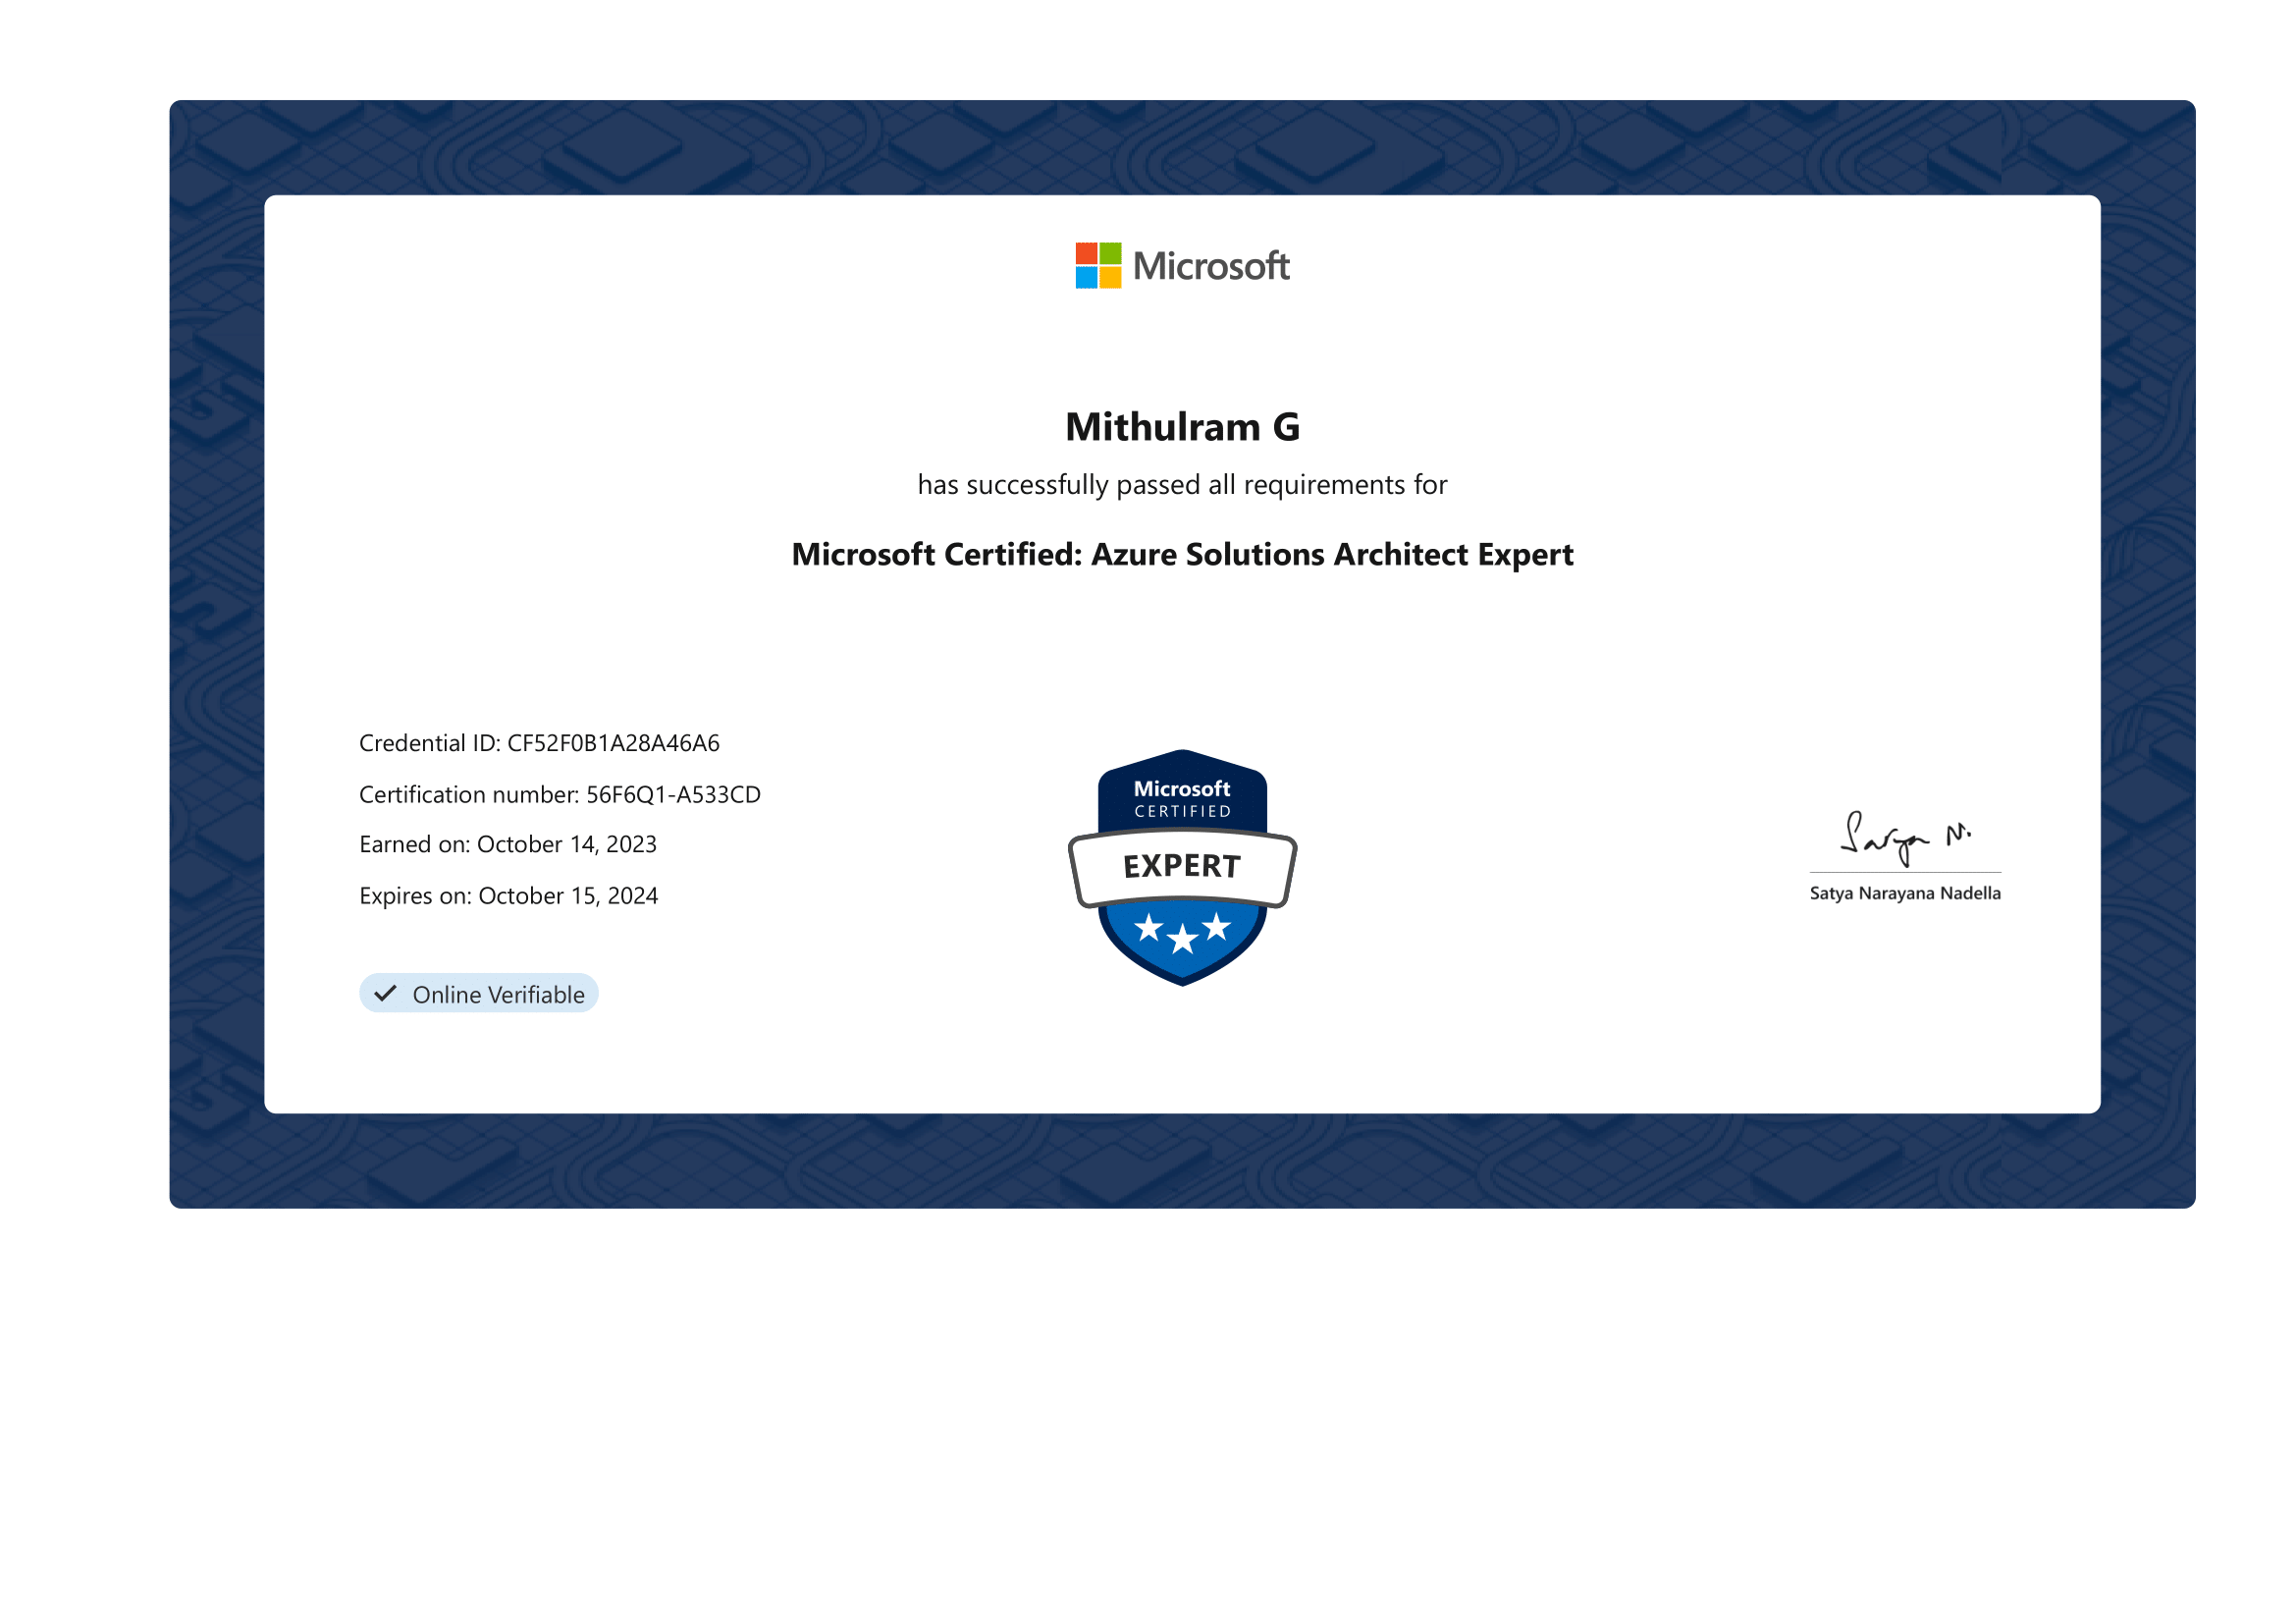 Microsoft
Mithulram G
has successfully passed all requirements for
Microsoft Certified: Azure Solutions Architect Expert
Credential ID: CF52F0B1A28A46A6
Certification number: 56F6Q1-A533CD
Earned on: October 14, 2023
Expires on: October 15, 2024
Online Verifiable
Microsoft
CERTIFIED
EXPERT
Satya N.
Satya Narayana Nadella